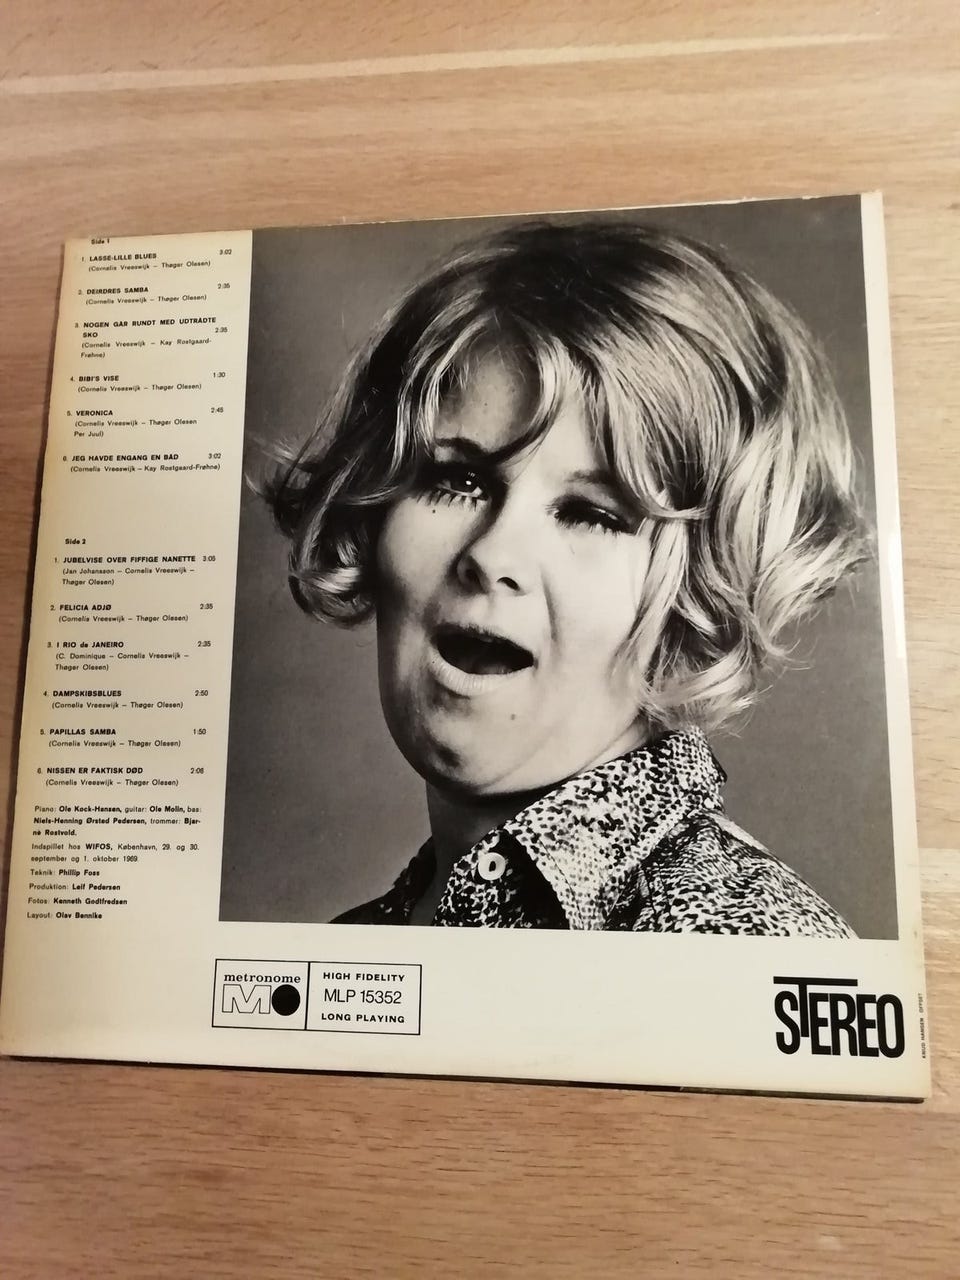 Side 1
1. LASSE-LILLE BLUES 3:02
(Cornelis Vreeswijk – Thøger Olesen)
2. DEIRDRES SAMBA 2:35
(Cornelis Vreeswijk – Thøger Olesen)
3. NOGEN GÅR RUNDT MED UDTRÅDTE
SKO 2:35
(Cornelis Vreeswijk – Kay Rostgaard-
Frøhne)
4. BIBI'S VISE 1:30
(Cornelis Vreeswijk – Thøger Olesen)
5. VERONICA 2:45
(Cornelis Vreeswijk – Thøger Olesen
Per Juul)
6. JEG HAVDE ENGANG EN BÅD 3:02
(Cornelis Vreeswijk – Kay Rostgaard-Frøhne)
Side 2
1. JUBELVISE OVER FIFFIGE NANETTE 3:05
(Jan Johansson – Cornelis Vreeswijk –
Thøger Olesen)
2. FELICIA ADJØ 2:35
(Cornelis Vreeswijk – Thøger Olesen)
3. I RIO de JANEIRO 2:35
(C. Dominique – Cornelis Vreeswijk –
Thøger Olesen)
4. DAMPSKIBSBLUES 2:50
(Cornelis Vreeswijk – Thøger Olesen)
5. PAPILLAS SAMBA 1:50
(Cornelis Vreeswijk – Thøger Olesen)
6. NISSEN ER FAKTISK DØD 2:06
(Cornelis Vreeswijk – Thøger Olesen)
Piano: Ole Kock-Hansen, guitar: Ole Molin, bas:
Niels-Henning Ørsted Pedersen, trommer: Bjar-
ne Rostvold.
Indspillet hos WIFOS, København, 29. og 30.
september og 1. oktober 1969.
Teknik: Phillip Foss
Produktion: Leif Pedersen
Fotos: Kenneth Godtfredsen
Layout: Olav Bennike
metronome
MO
HIGH FIDELITY
MLP 15352
LONG PLAYING
STEREO
KNUD HANSEN OFFSET